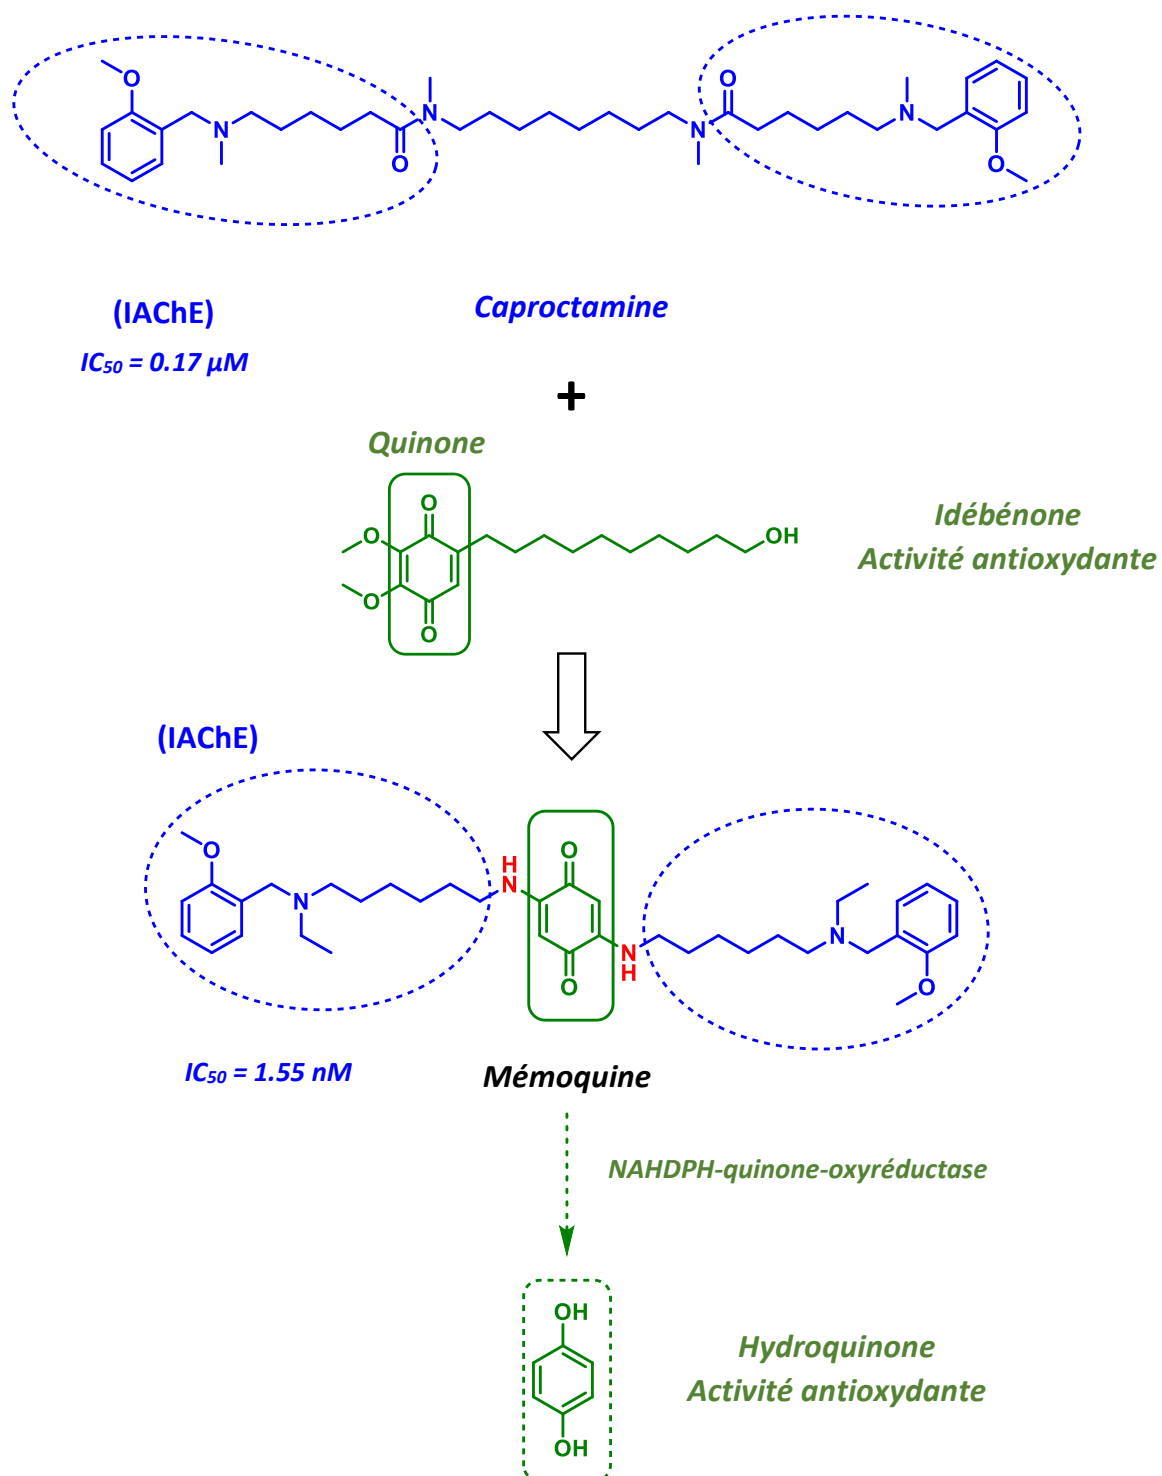 O
N
O
N
O
N
N
O
(IAChE)
Caproctamine
IC50 = 0.17 µM
+
Quinone
O
O
O
O
OH
Idébénone
Activité antioxydante
(IAChE)
O
N
H
N
O
O
N
H
N
O
IC50 = 1.55 nM
Mémoquine
NAHDPH-quinone-oxyréductase
OH
OH
Hydroquinone
Activité antioxydante